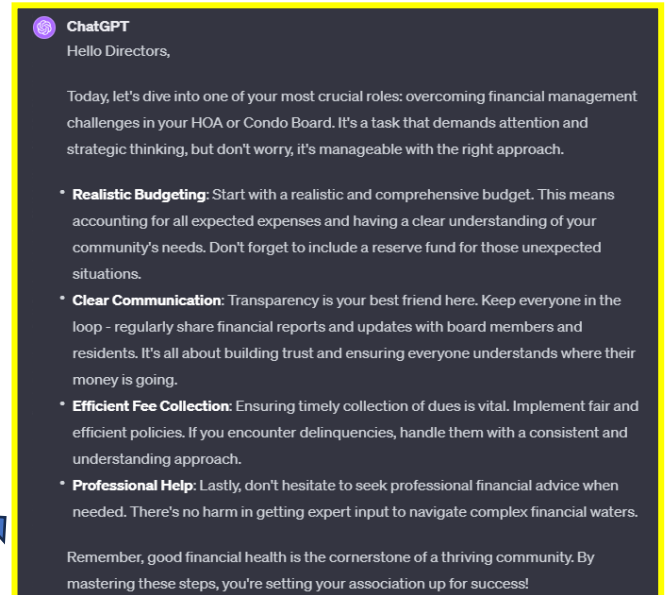 ChatGPT
Hello Directors,
Today, let's dive into one of your most crucial roles: overcoming financial management
challenges in your HOA or Condo Board. It's a task that demands attention and
strategic thinking, but don't worry, it's manageable with the right approach.
• Realistic Budgeting: Start with a realistic and comprehensive budget. This means
accounting for all expected expenses and having a clear understanding of your
community's needs. Don't forget to include a reserve fund for those unexpected
situations.
• Clear Communication: Transparency is your best friend here. Keep everyone in the
loop - regularly share financial reports and updates with board members and
residents. It's all about building trust and ensuring everyone understands where their
money is going.
• Efficient Fee Collection: Ensuring timely collection of dues is vital. Implement fair and
efficient policies. If you encounter delinquencies, handle them with a consistent and
understanding approach.
• Professional Help: Lastly, don't hesitate to seek professional financial advice when
needed. There's no harm in getting expert input to navigate complex financial waters.
Remember, good financial health is the cornerstone of a thriving community. By
mastering these steps, you're setting your association up for success!